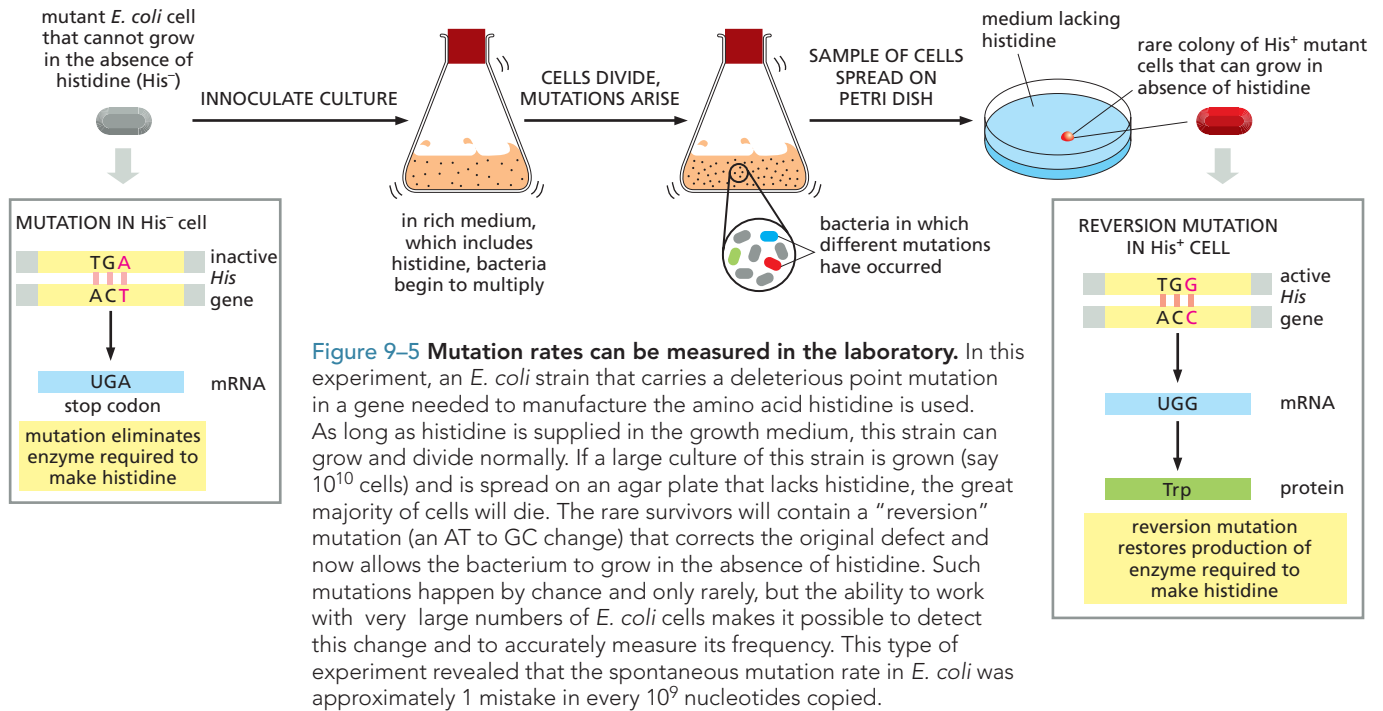 mutant E. coli cell
that cannot grow
in the absence of
histidine (His⁻)
INNOCULATE CULTURE
CELLS DIVIDE,
MUTATIONS ARISE
SAMPLE OF CELLS
SPREAD ON
PETRI DISH
medium lacking
histidine
rare colony of His⁺ mutant
cells that can grow in
absence of histidine
in rich medium,
which includes
histidine, bacteria
begin to multiply
bacteria in which
different mutations
have occurred
MUTATION IN His⁻ cell
TGA
ACT
inactive
His
gene
UGA
mRNA
stop codon
mutation eliminates
enzyme required to
make histidine
REVERSION MUTATION
IN His⁺ CELL
TGG
ACC
active
His
gene
UGG
mRNA
Trp
protein
reversion mutation
restores production of
enzyme required to
make histidine
Figure 9–5 Mutation rates can be measured in the laboratory. In this
experiment, an E. coli strain that carries a deleterious point mutation
in a gene needed to manufacture the amino acid histidine is used.
As long as histidine is supplied in the growth medium, this strain can
grow and divide normally. If a large culture of this strain is grown (say
10¹⁰ cells) and is spread on an agar plate that lacks histidine, the great
majority of cells will die. The rare survivors will contain a “reversion”
mutation (an AT to GC change) that corrects the original defect and
now allows the bacterium to grow in the absence of histidine. Such
mutations happen by chance and only rarely, but the ability to work
with very large numbers of E. coli cells makes it possible to detect
this change and to accurately measure its frequency. This type of
experiment revealed that the spontaneous mutation rate in E. coli was
approximately 1 mistake in every 10⁹ nucleotides copied.